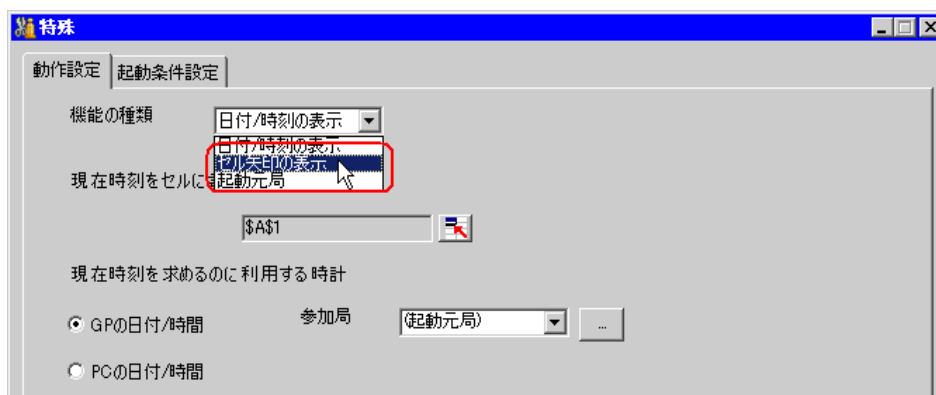 特殊
動作設定 起動条件設定
機能の種類 日付/時刻の表示
日付/時刻の表示
セル矢印の表示
起動元局
現在時刻をセルに
$A$1
現在時刻を求めるのに利用する時計
GPの日付/時間 参加局 (起動元局) ...
PCの日付/時間